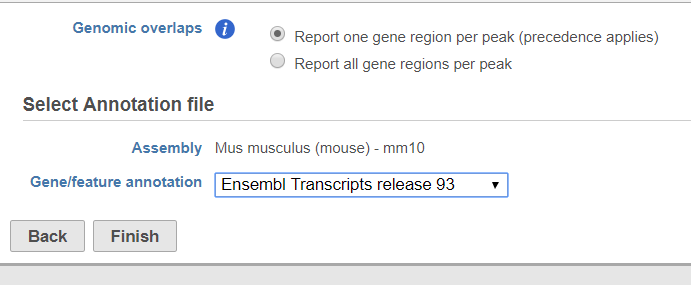 Genomic overlaps i Report one gene region per peak (precedence applies)
Report all gene regions per peak
Select Annotation file
Assembly Mus musculus (mouse) - mm10
Gene/feature annotation Ensembl Transcripts release 93
Back Finish